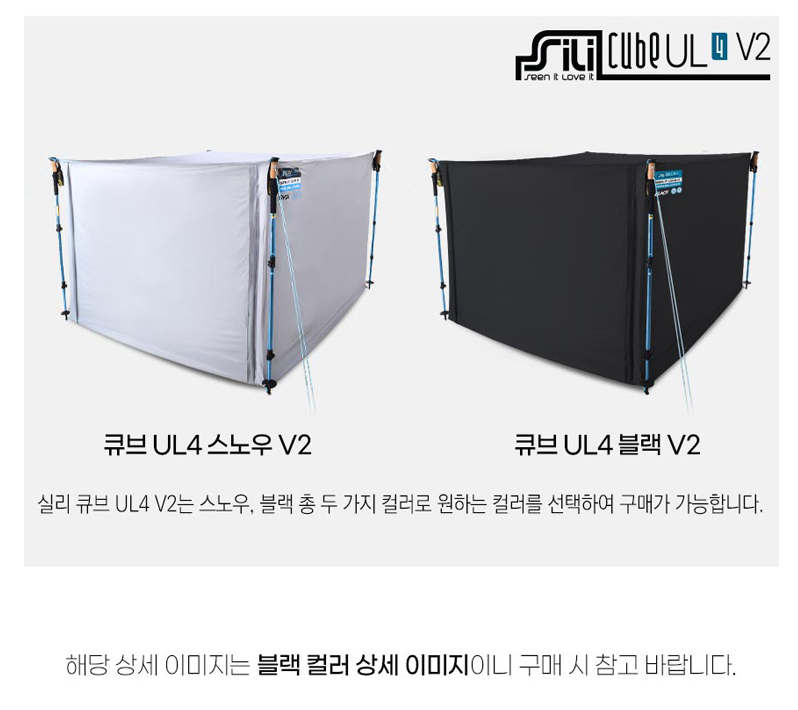 SiLi CUbE UL 4 V2
Seen it Love it
큐브 UL4 스노우 V2
큐브 UL4 블랙 V2
실리 큐브 UL4 V2는 스노우, 블랙 총 두 가지 컬러로 원하는 컬러를 선택하여 구매가 가능합니다.
해당 상세 이미지는 블랙 컬러 상세 이미지이니 구매 시 참고 바랍니다.